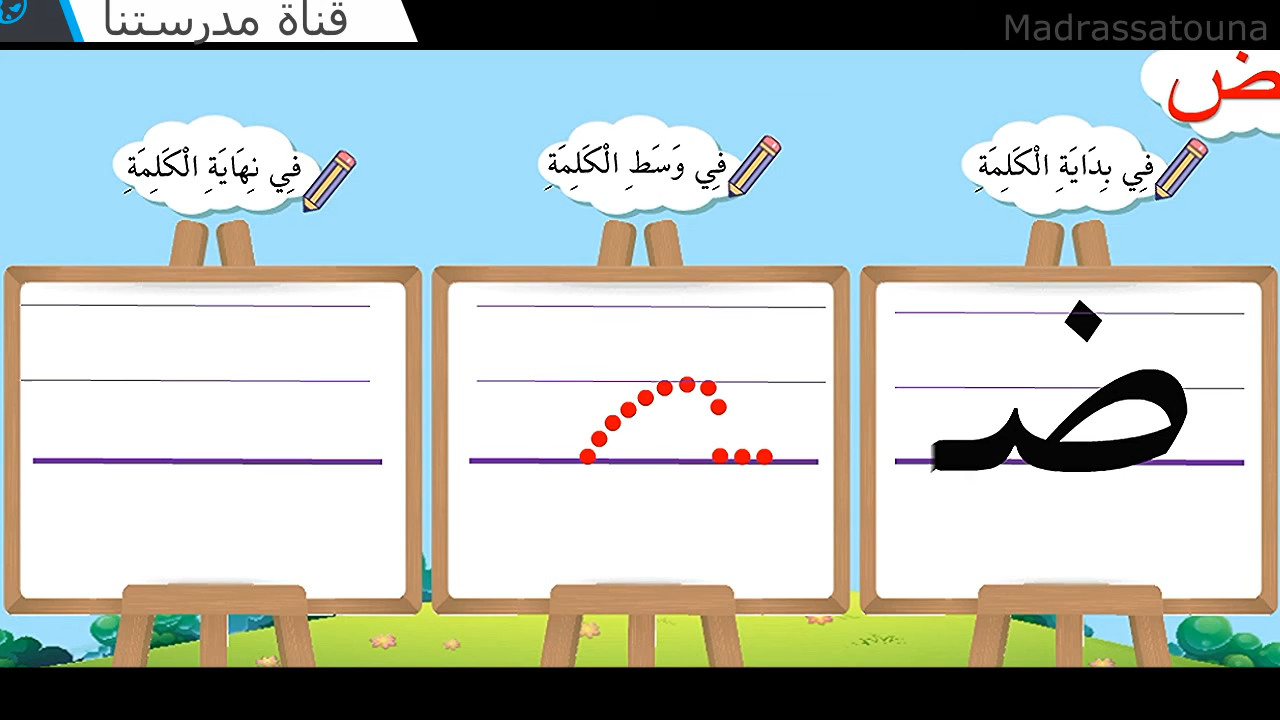 قناة مدرستنا
Madrassatouna
ض
فِي بِدَايَةِ الْكَلِمَةِ
فِي وَسَطِ الْكَلِمَةِ
فِي نِهَايَةِ الْكَلِمَةِ
ضـ